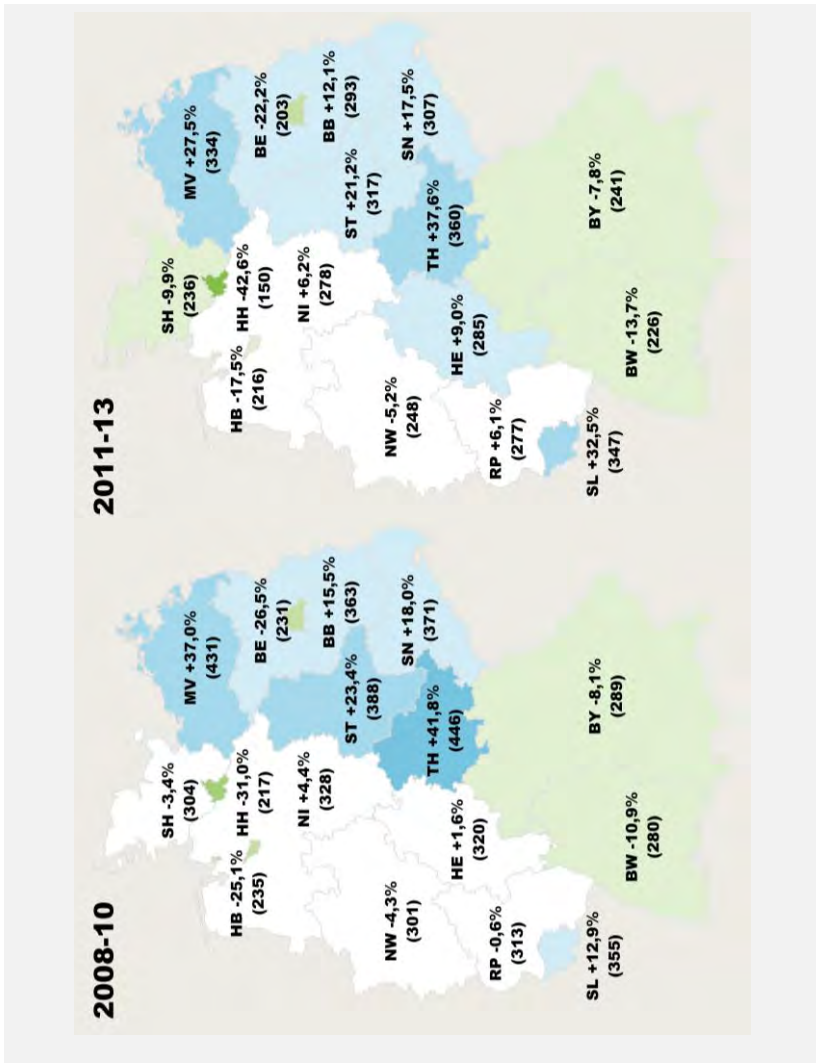 2008-10
SH -3,4%
(304)
MV +37,0%
(431)
HH -31,0%
(217)
HB -25,1%
(235)
BE -26,5%
(231)
NI +4,4%
(328)
BB +15,5%
(363)
ST +23,4%
(388)
NW -4,3%
(301)
SN +18,0%
(371)
TH +41,8%
(446)
HE +1,6%
(320)
RP -0,6%
(313)
SL +12,9%
(355)
BY -8,1%
(289)
BW -10,9%
(280)
2011-13
SH -9,9%
(236)
MV +27,5%
(334)
HH -42,6%
(150)
HB -17,5%
(216)
BE -22,2%
(203)
NI +6,2%
(278)
BB +12,1%
(293)
ST +21,2%
(317)
NW -5,2%
(248)
SN +17,5%
(307)
TH +37,6%
(360)
HE +9,0%
(285)
RP +6,1%
(277)
SL +32,5%
(347)
BY -7,8%
(241)
BW -13,7%
(226)